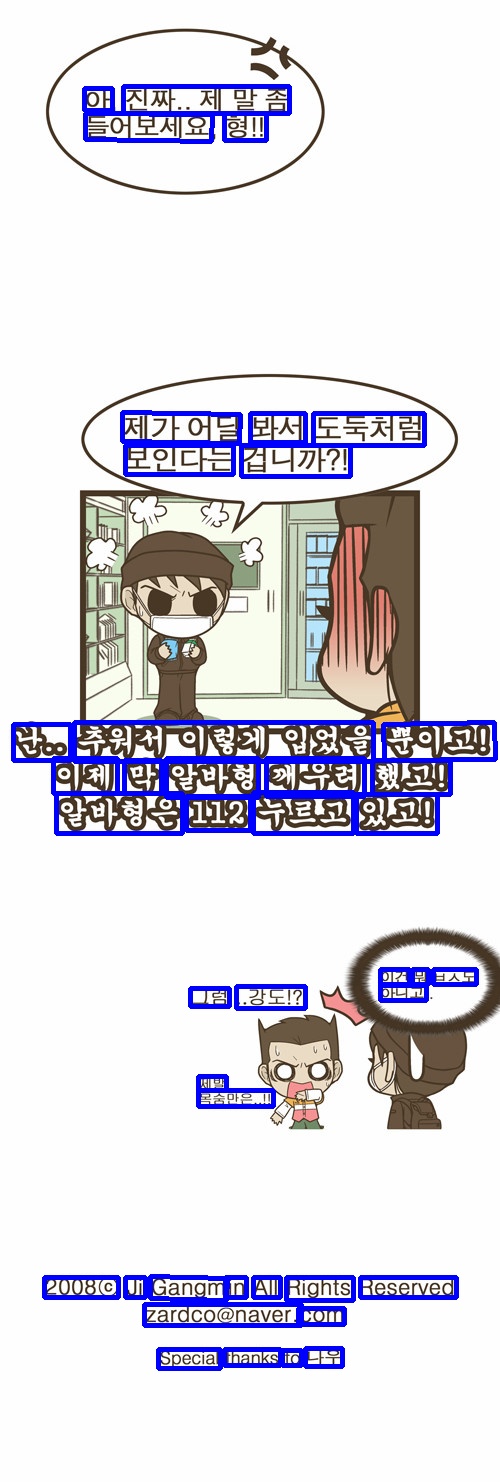 아 진짜.. 제 말 좀
들어보세요 형!!
제가 어딜 봐서 도둑처럼
보인다는 겁니까?!
난.. 추워서 이렇게 입었을 뿐이고!
이제 막 알바형 깨우려 했고!
알바형은 112 누르고 있고!
이건 뭐
아니고..
그럼 ..강도!?
제발
목숨만은..!!
2008© Ji Gangmin All Rights Reserved
zardco@naver.com
Special thanks to 나우